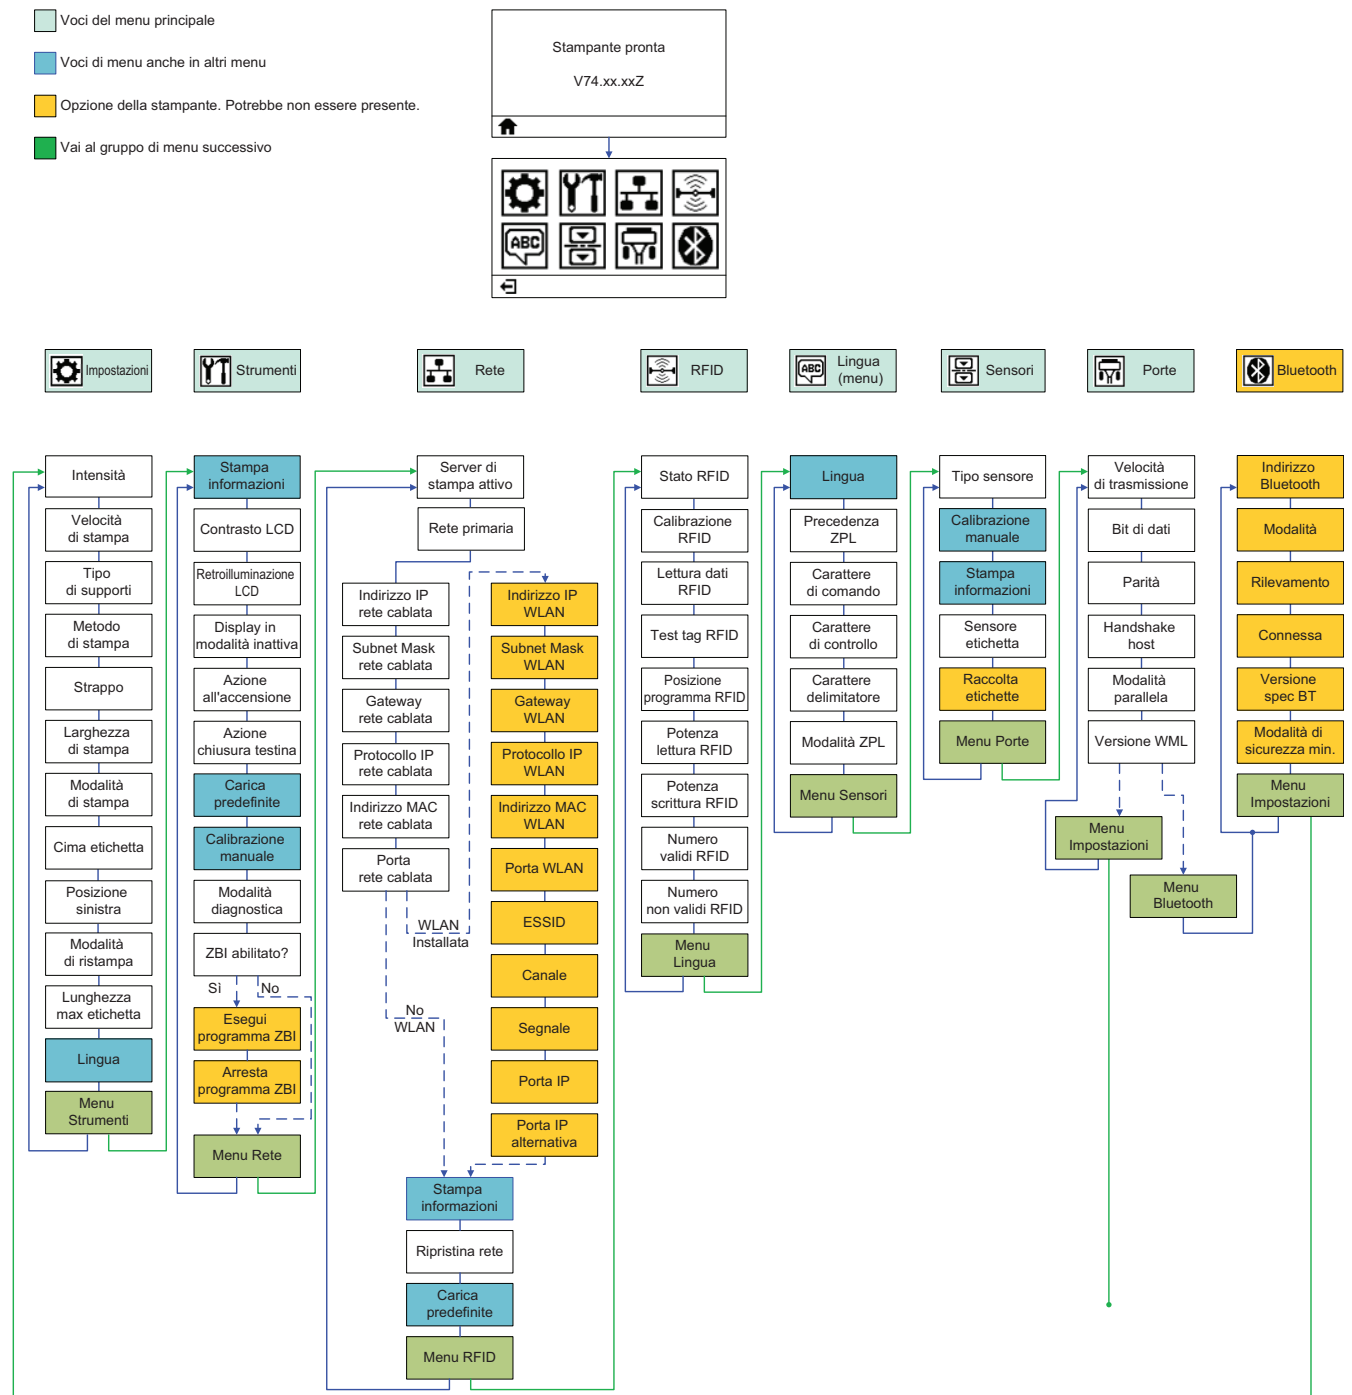 Voci del menu principale
Voci di menu anche in altri menu
Opzione della stampante. Potrebbe non essere presente.
Vai al gruppo di menu successivo
Stampante pronta
V74.xx.xxZ
ABC
Impostazioni
Strumenti
Rete
RFID
ABC
Lingua
(menu)
Sensori
Porte
Bluetooth
Intensità
Velocità
di stampa
Tipo
di supporti
Metodo
di stampa
Strappo
Larghezza
di stampa
Modalità
di stampa
Cima etichetta
Posizione
sinistra
Modalità
di ristampa
Lunghezza
max etichetta
Lingua
Menu
Strumenti
Stampa
informazioni
Contrasto LCD
Retroilluminazione
LCD
Display in
modalità inattiva
Azione
all'accensione
Azione
chiusura testina
Carica
predefinite
Calibrazione
manuale
Modalità
diagnostica
ZBI abilitato?
Sì
No
Esegui
programma ZBI
Arresta
programma ZBI
Menu Rete
Server di
stampa attivo
Rete primaria
Indirizzo IP
rete cablata
Subnet Mask
rete cablata
Gateway
rete cablata
Protocollo IP
rete cablata
Indirizzo MAC
rete cablata
Porta
rete cablata
WLAN
Installata
No
WLAN
Indirizzo IP
WLAN
Subnet Mask
WLAN
Gateway
WLAN
Protocollo IP
WLAN
Indirizzo MAC
WLAN
Porta WLAN
ESSID
Canale
Segnale
Porta IP
Porta IP
alternativa
Stampa
informazioni
Ripristina rete
Carica
predefinite
Menu RFID
Stato RFID
Calibrazione
RFID
Lettura dati
RFID
Test tag RFID
Posizione
programma RFID
Potenza
lettura RFID
Potenza
scrittura RFID
Numero
validi RFID
Numero
non validi RFID
Menu
Lingua
Lingua
Precedenza
ZPL
Carattere
di comando
Carattere
di controllo
Carattere
delimitatore
Modalità ZPL
Menu Sensori
Tipo sensore
Calibrazione
manuale
Stampa
informazioni
Sensore
etichetta
Raccolta
etichette
Menu Porte
Velocità
di trasmissione
Bit di dati
Parità
Handshake
host
Modalità
parallela
Versione WML
Menu
Impostazioni
Menu
Bluetooth
Indirizzo
Bluetooth
Modalità
Rilevamento
Connessa
Versione
spec BT
Modalità di
sicurezza min.
Menu
Impostazioni